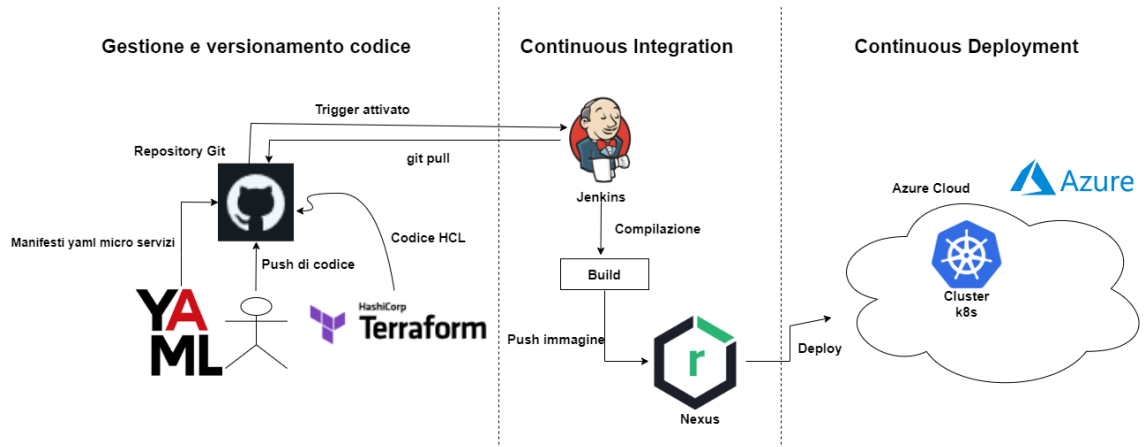 Gestione e versionamento codice
Continuous Integration
Continuous Deployment
Trigger attivato
Repository Git
git pull
Jenkins
Azure Cloud
Azure
Manifesti yaml micro servizi
Codice HCL
Compilazione
Push di codice
Build
Cluster
k8s
YA
ML
HashiCorp
Terraform
Push immagine
r
Deploy
Nexus